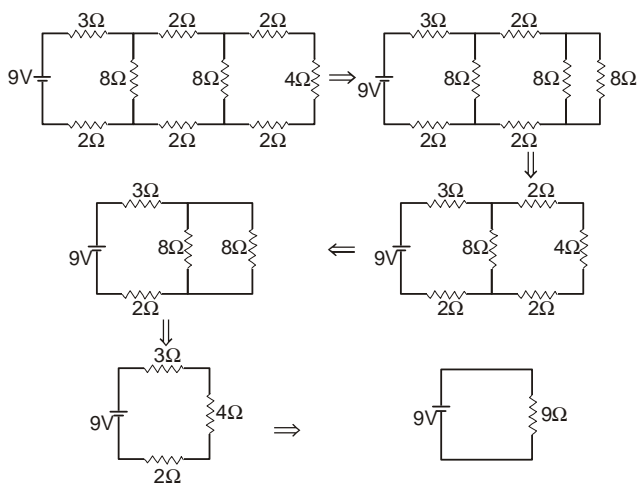 3Ω 2Ω 2Ω
9V 8Ω 8Ω 4Ω
2Ω 2Ω 2Ω
⇒
3Ω 2Ω
9V 8Ω 8Ω 8Ω
2Ω 2Ω
⇓
3Ω 2Ω
9V 8Ω 4Ω
2Ω 2Ω
⇐
3Ω
9V 8Ω 8Ω
2Ω
⇓
3Ω
9V 4Ω
2Ω
⇒
9V 9Ω